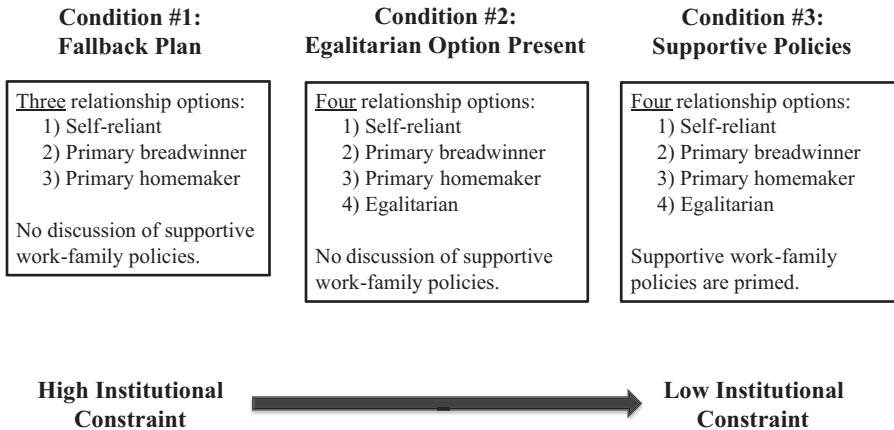 Condition #1:
Fallback Plan
Three relationship options:
1) Self-reliant
2) Primary breadwinner
3) Primary homemaker
No discussion of supportive
work-family policies.
Condition #2:
Egalitarian Option Present
Four relationship options:
1) Self-reliant
2) Primary breadwinner
3) Primary homemaker
4) Egalitarian
No discussion of supportive
work-family policies.
Condition #3:
Supportive Policies
Four relationship options:
1) Self-reliant
2) Primary breadwinner
3) Primary homemaker
4) Egalitarian
Supportive work-family
policies are primed.
High Institutional
Constraint
Low Institutional
Constraint